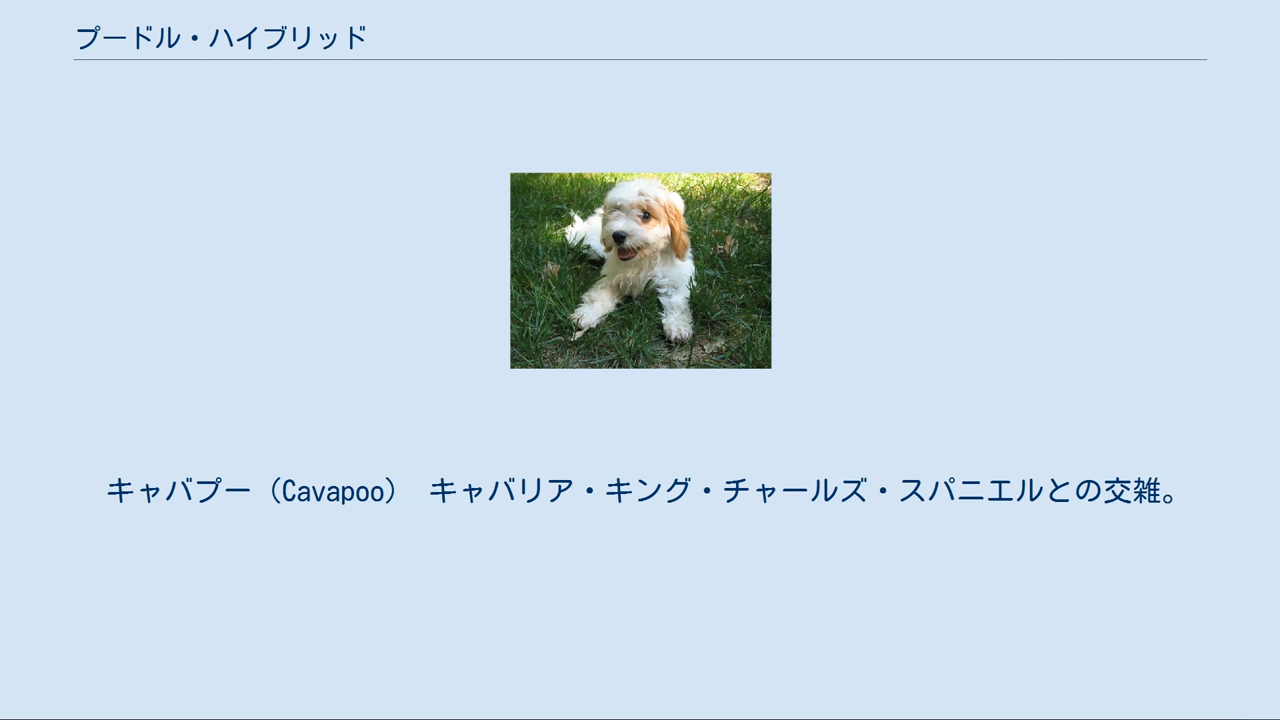 プードル・ハイブリッド
キャバプー（Cavapoo） キャバリア・キング・チャールズ・スパニエルとの交雑。